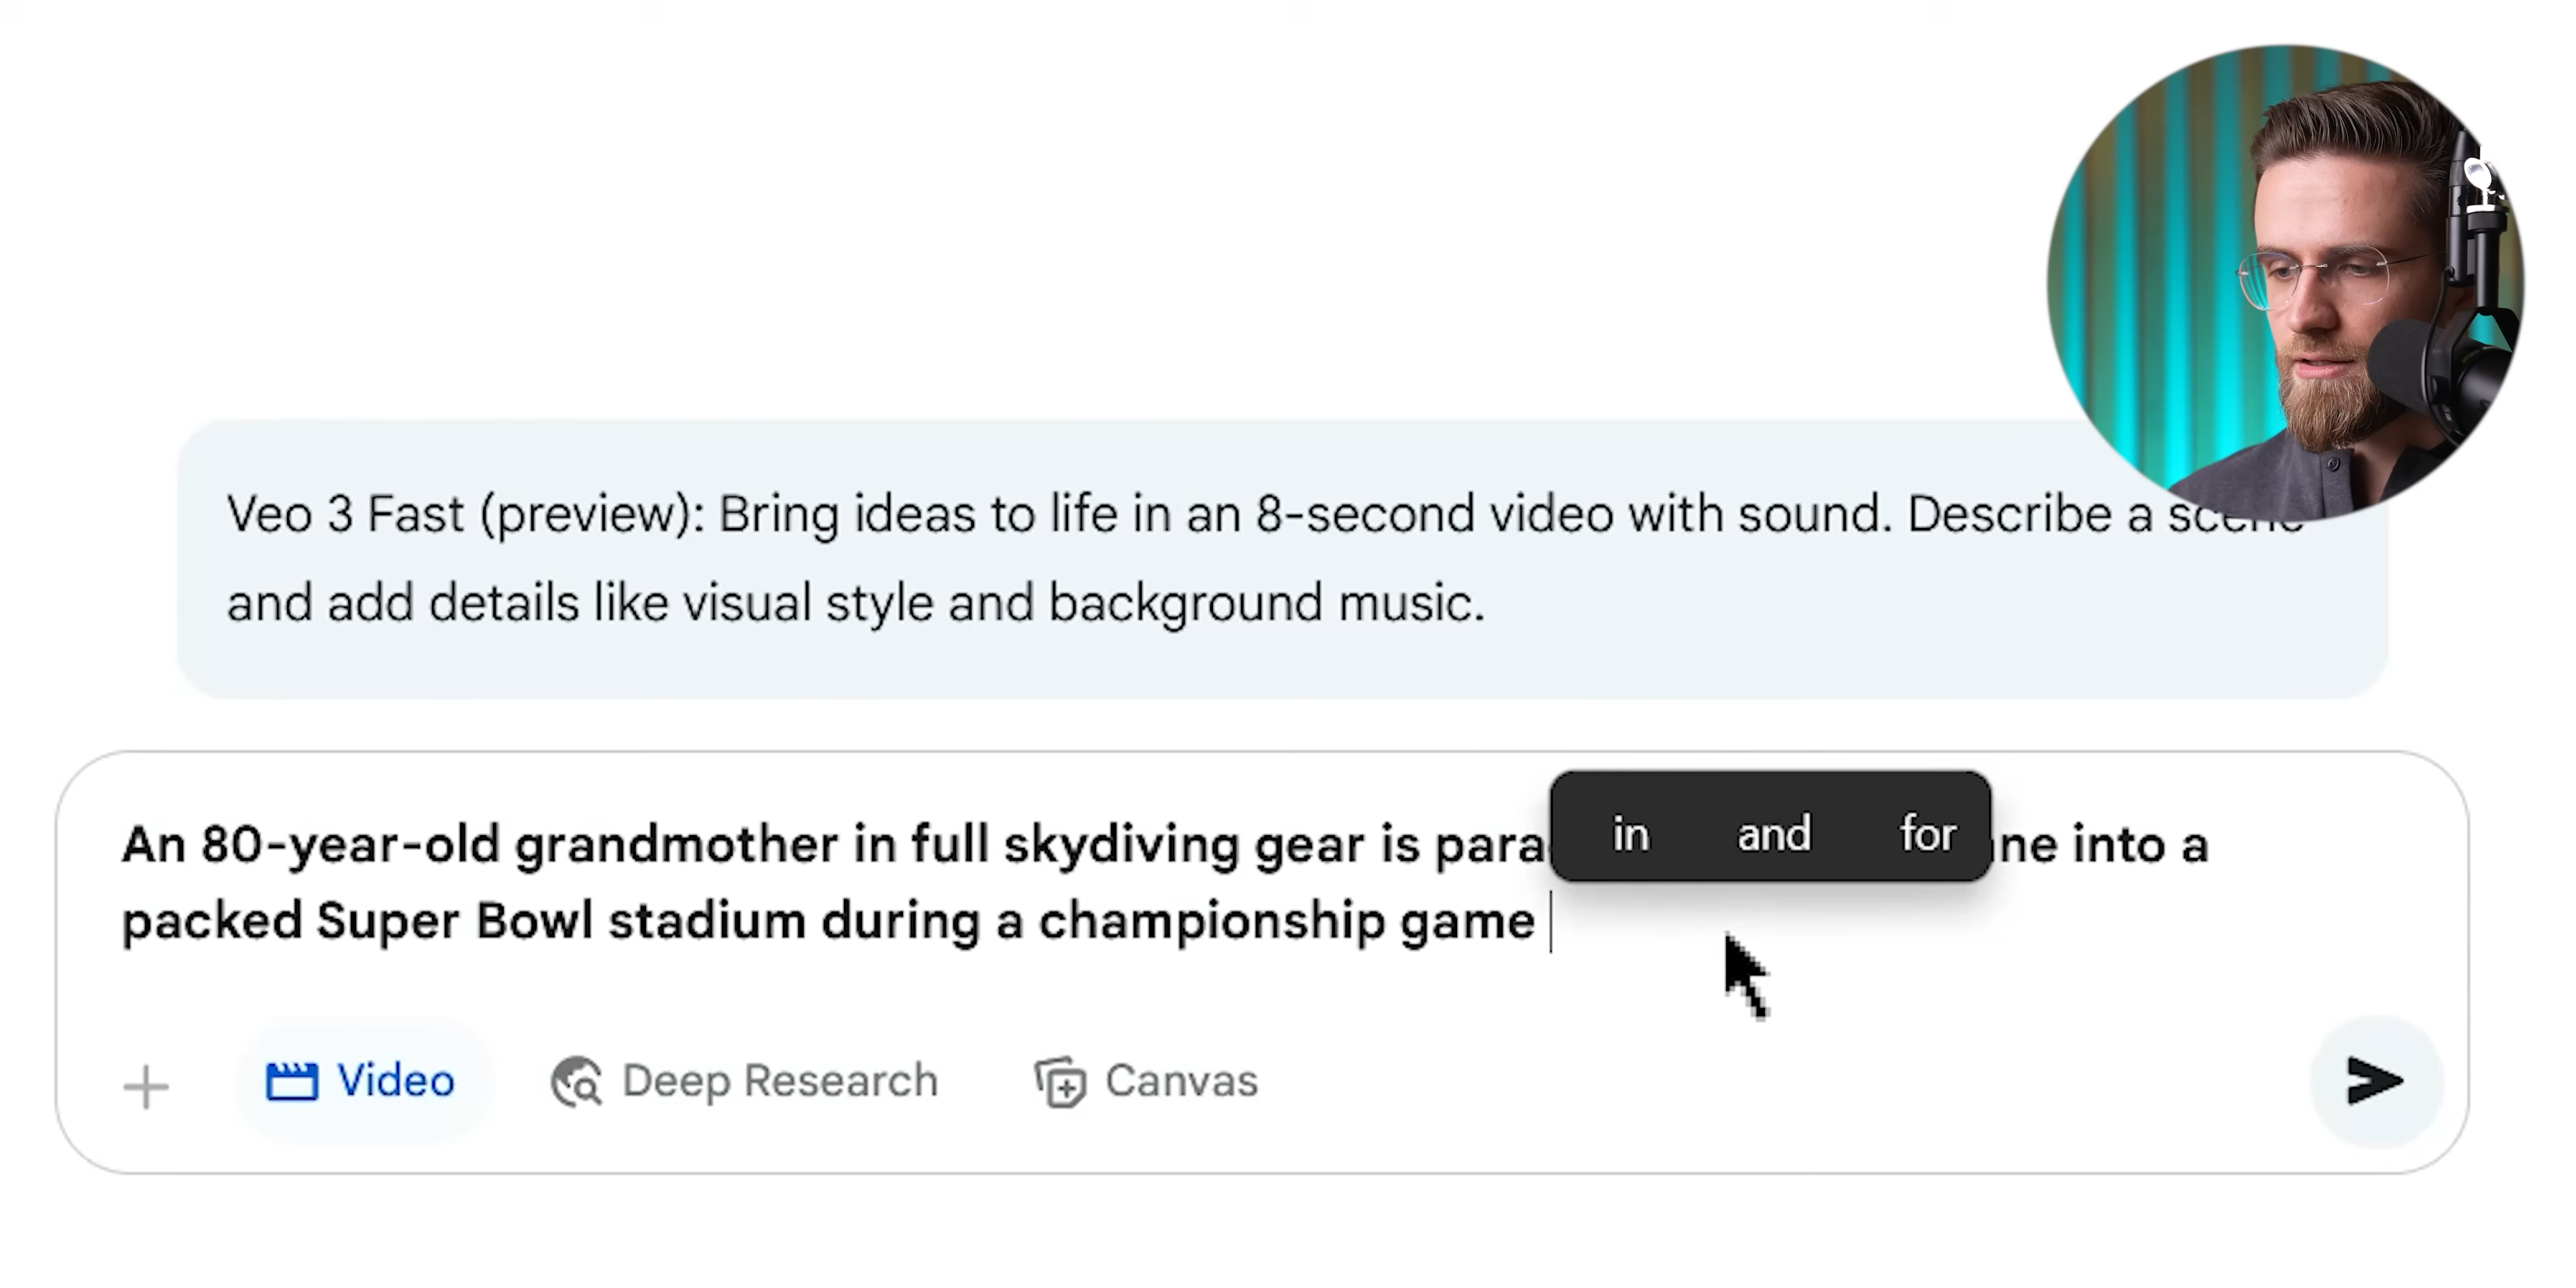 Veo 3 Fast (preview): Bring ideas to life in an 8-second video with sound. Describe a scene
and add details like visual style and background music.
in and for
An 80-year-old grandmother in full skydiving gear is into a
packed Super Bowl stadium during a championship game
Video Deep Research Canvas